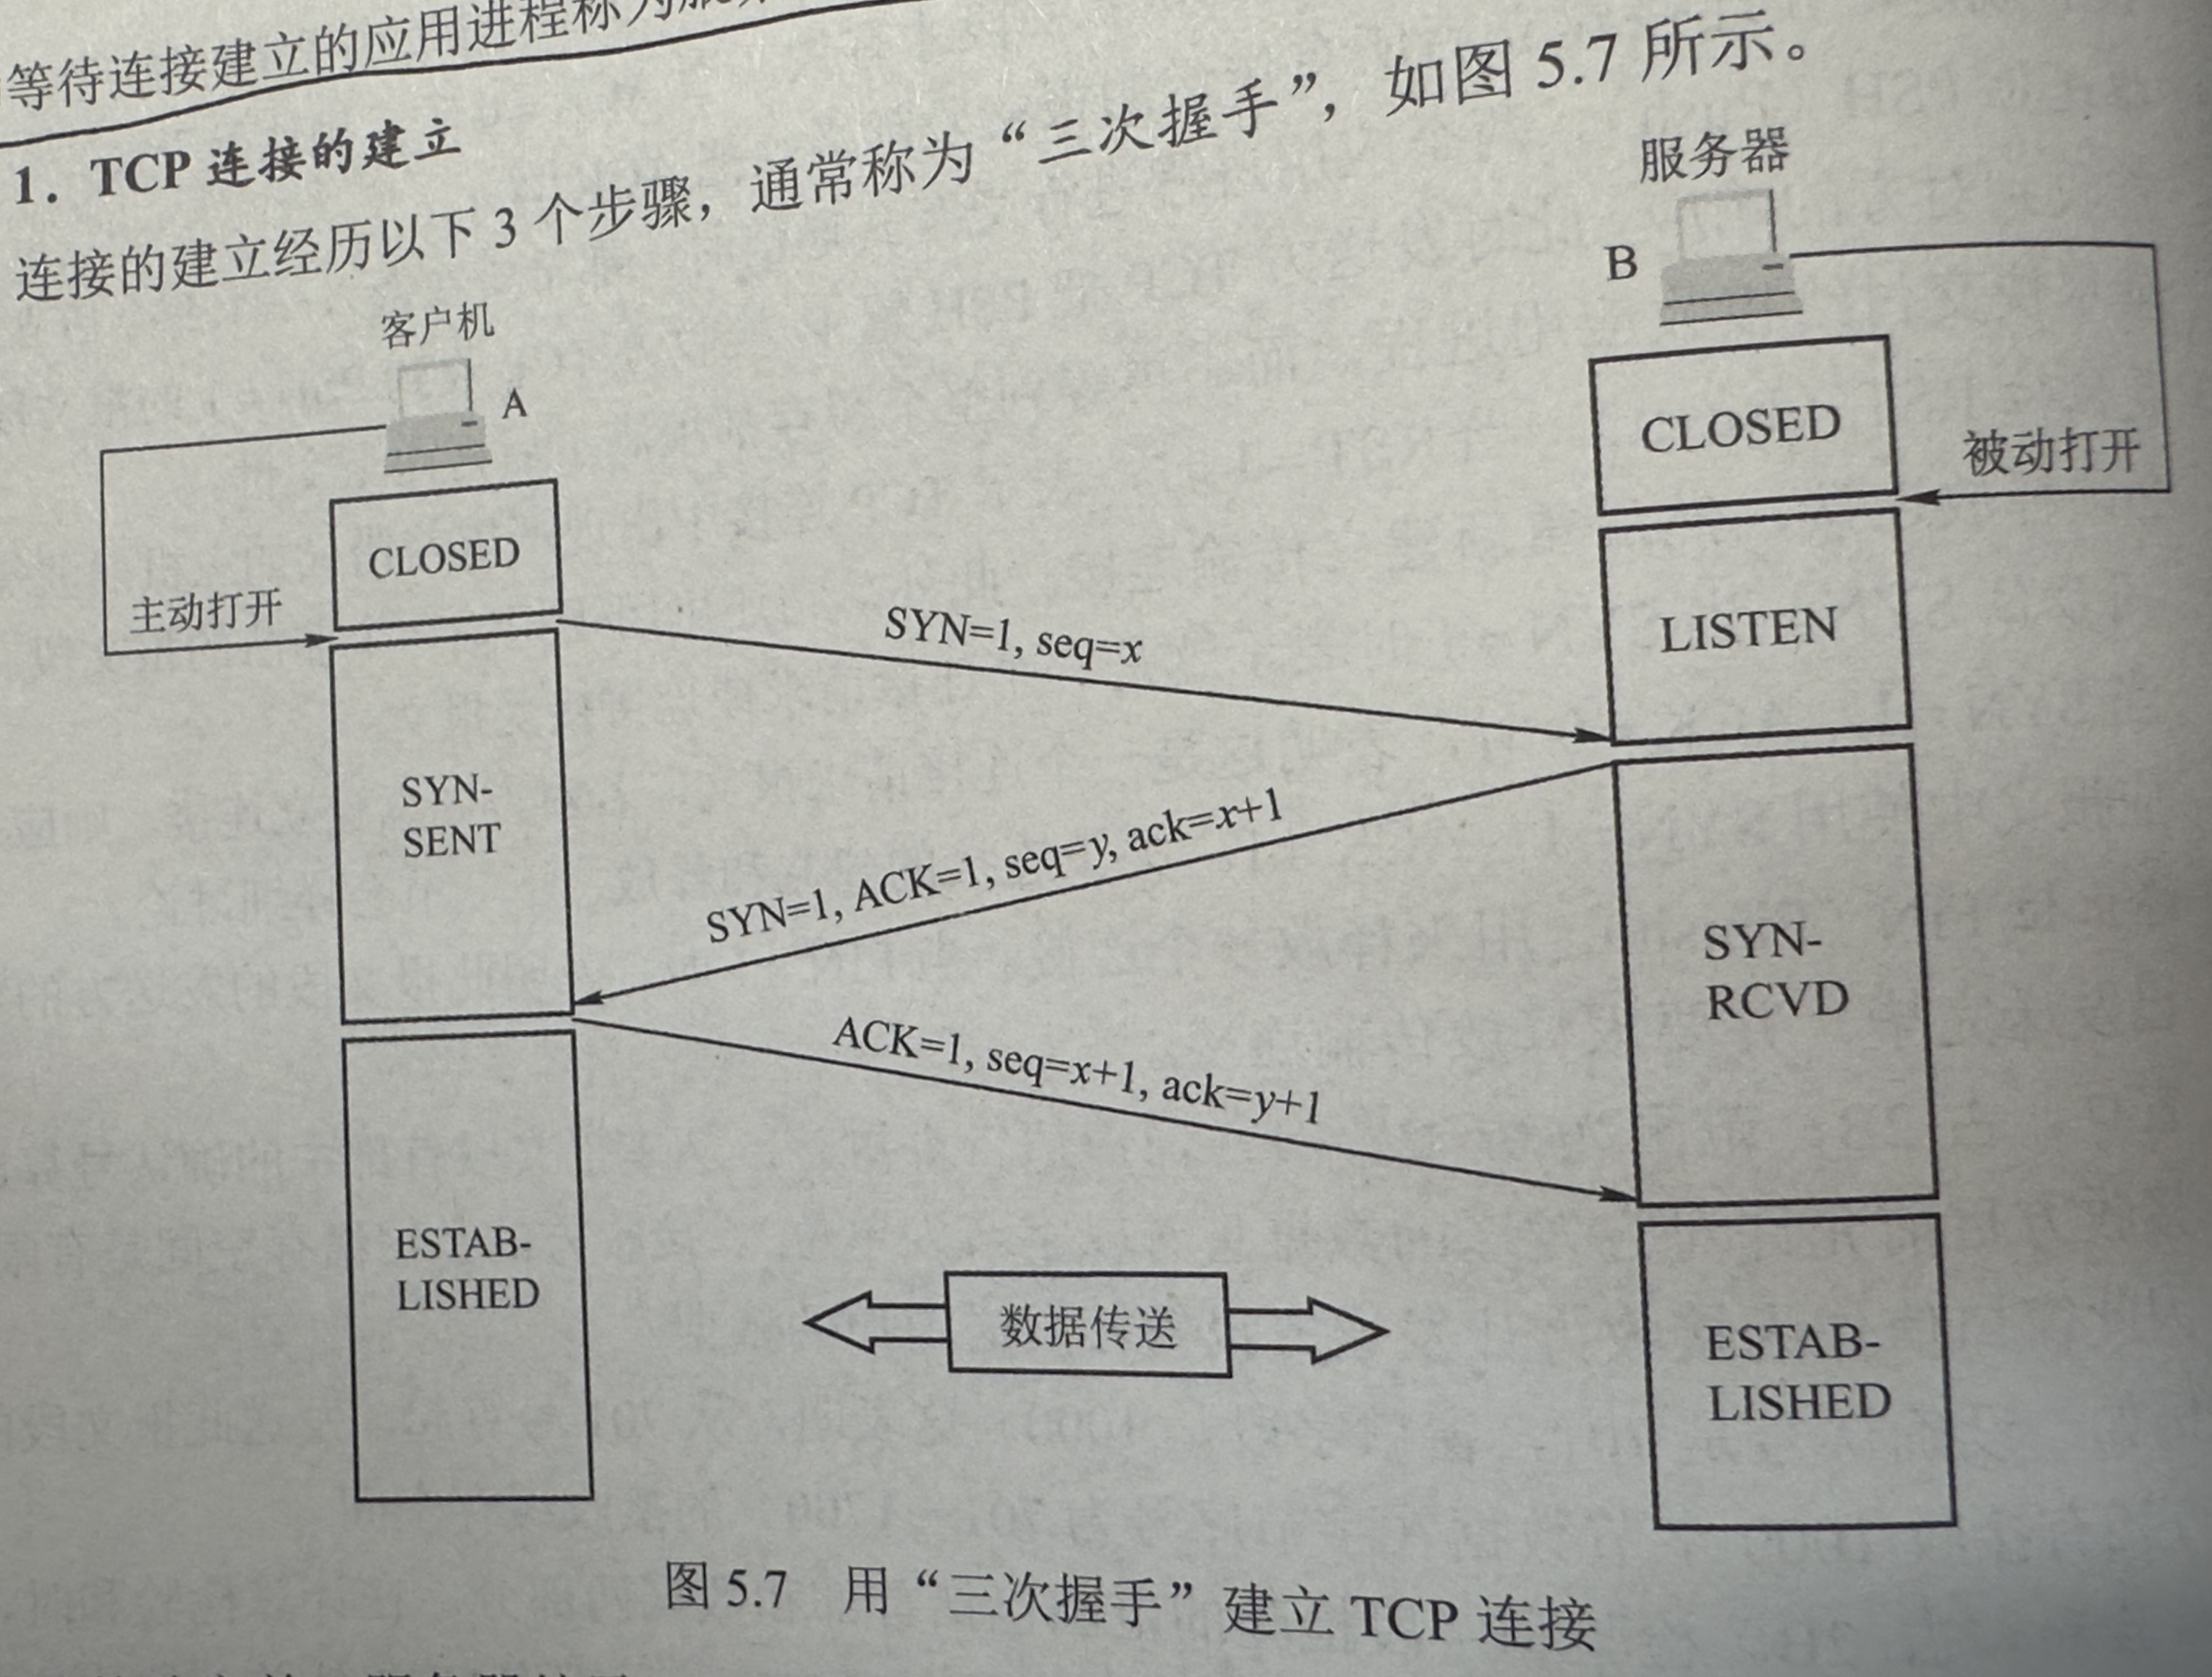 等待连接建立的应用进程称为服
1. TCP 连接的建立
连接的建立经历以下 3 个步骤，通常称为“三次握手”，如图 5.7 所示。
服务器
B
客户机
A
CLOSED
被动打开
CLOSED
主动打开
LISTEN
SYN=1, seq=x
SYN-
SENT
SYN=1, ACK=1, seq=y, ack=x+1
SYN-
RCVD
ACK=1, seq=x+1, ack=y+1
ESTAB-
LISHED
数据传送
ESTAB-
LISHED
图 5.7 用“三次握手”建立 TCP 连接